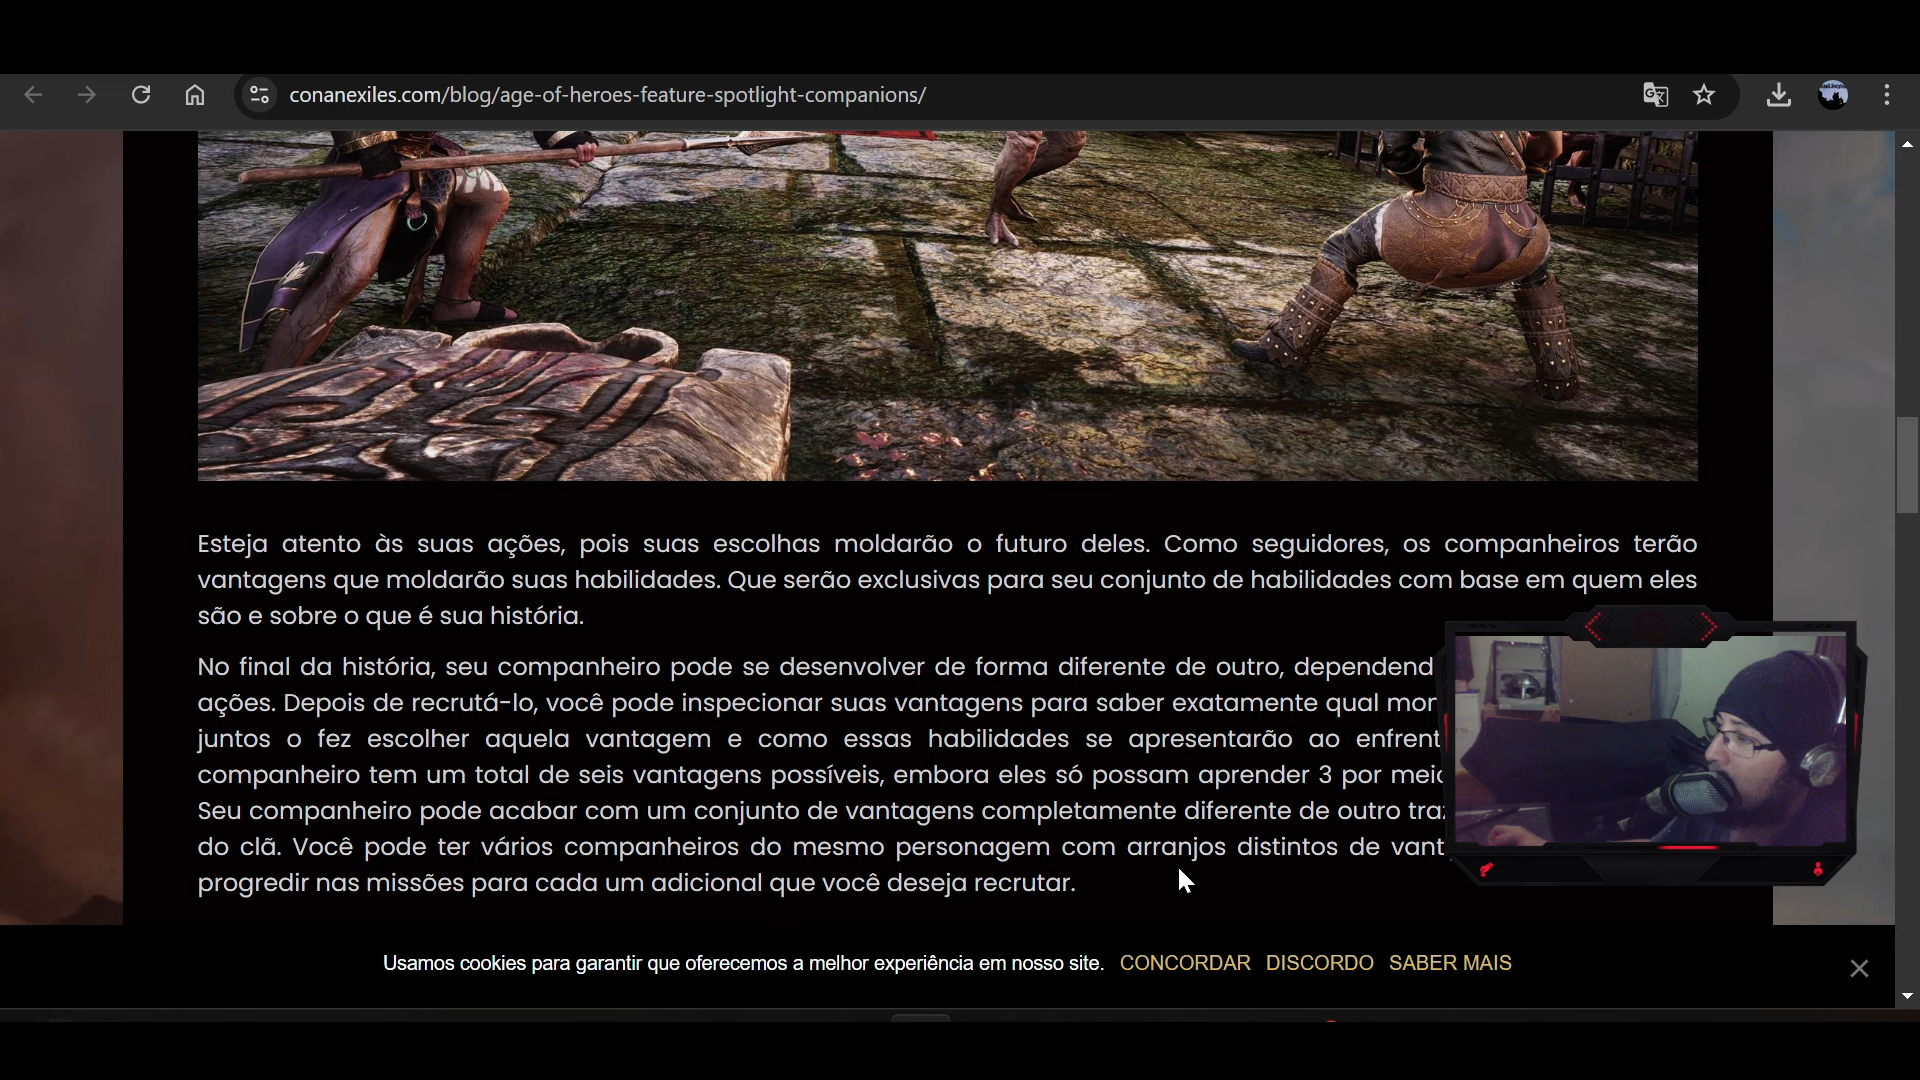 conanexiles.com/blog/age-of-heroes-feature-spotlight-companions/
Esteja atento às suas ações, pois suas escolhas moldarão o futuro deles. Como seguidores, os companheiros terão
vantagens que moldarão suas habilidades. Que serão exclusivas para seu conjunto de habilidades com base em quem eles
são e sobre o que é sua história.
No final da história, seu companheiro pode se desenvolver de forma diferente de outro,
ações. Depois de recrutá-lo, você pode inspecionar suas vantagens para saber exatamente qual
juntos o fez escolher aquela vantagem e como essas habilidades se apresentarão ao
companheiro tem um total de seis vantagens possíveis, embora eles só possam aprender 3 por
Seu companheiro pode acabar com um conjunto de vantagens completamente diferente de outro
do clã. Você pode ter vários companheiros do mesmo personagem com arranjos distintos de
progredir nas missões para cada um adicional que você deseja recrutar.
Usamos cookies para garantir que oferecemos a melhor experiência em nosso site. CONCORDAR DISCORDO SABER MAIS